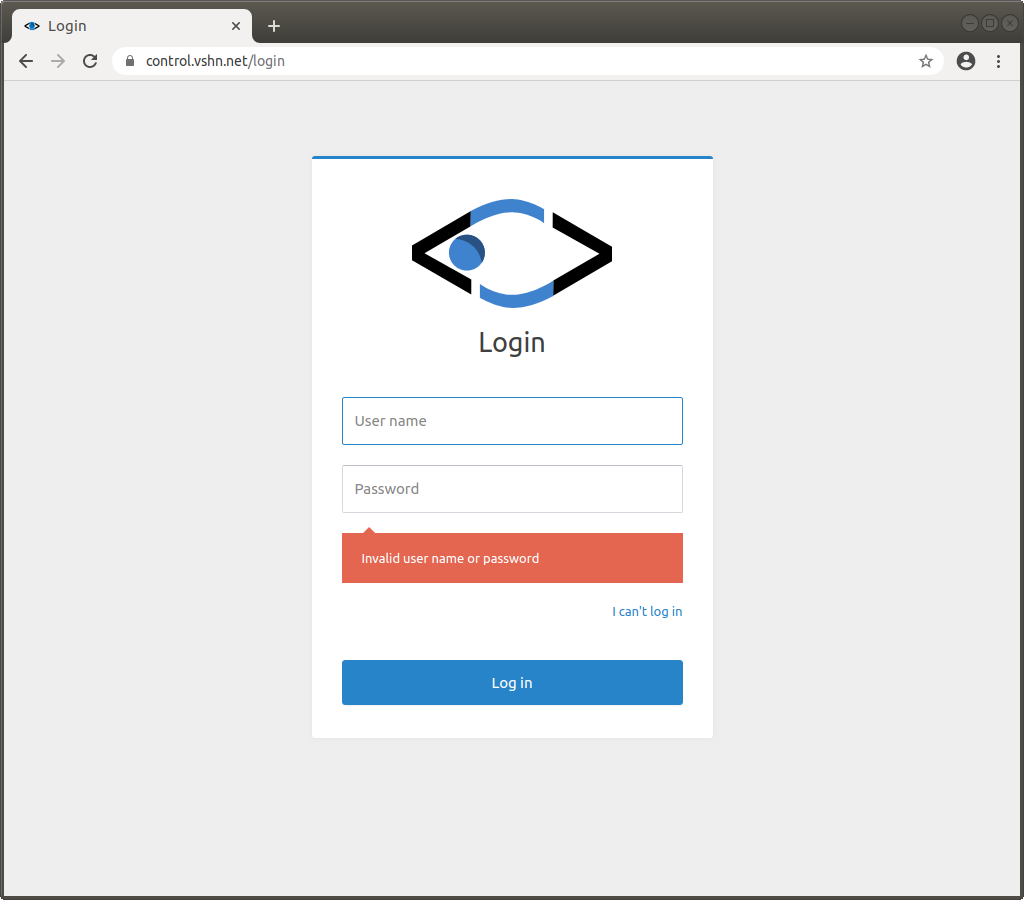 Login
control.vshn.net/login
Login
User name
Password
Invalid user name or password
I can't log in
Log in